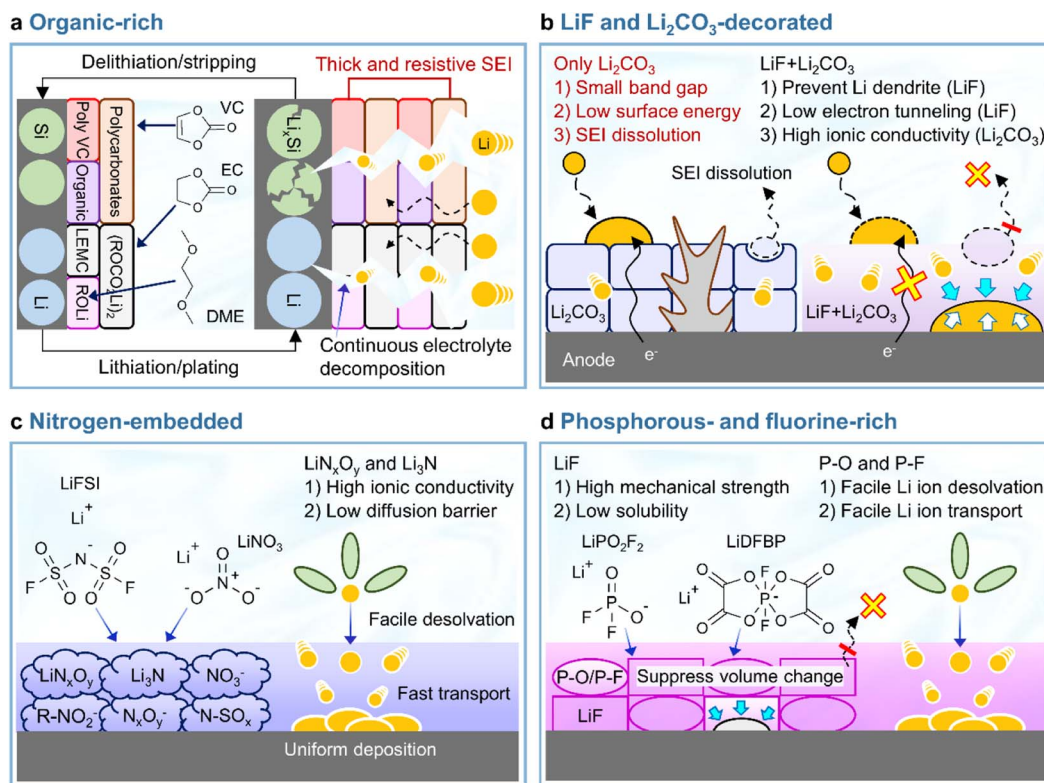 a Organic-rich
Delithiation/stripping
Thick and resistive SEI
Si
Poly VC
Polycarbonates
VC
O
O
O
LiₓSi
Li
Organic
EC
O
O
O
LEMC
(ROCO₂Li)₂
Li
ROLi
O
O
DME
Li
Continuous electrolyte
decomposition
Lithiation/plating
b LiF and Li₂CO₃-decorated
Only Li₂CO₃
1) Small band gap
2) Low surface energy
3) SEI dissolution
LiF+Li₂CO₃
1) Prevent Li dendrite (LiF)
2) Low electron tunneling (LiF)
3) High ionic conductivity (Li₂CO₃)
SEI dissolution
Li₂CO₃
LiF+Li₂CO₃
Anode
e⁻
e⁻
c Nitrogen-embedded
LiFSI
Li⁺
O
O
F
S
N⁻
S
F
O
O
LiNO₃
Li⁺
O
N⁺
⁻O
O⁻
LiNₓOᵧ and Li₃N
1) High ionic conductivity
2) Low diffusion barrier
Facile desolvation
Fast transport
LiNₓOᵧ
Li₃N
NO₃⁻
R-NO₂⁻
NₓOᵧ⁻
N-SOₓ
Uniform deposition
d Phosphorous- and fluorine-rich
LiF
1) High mechanical strength
2) Low solubility
P-O and P-F
1) Facile Li ion desolvation
2) Facile Li ion transport
LiPO₂F₂
Li⁺
O
F
P
O⁻
F
LiDFBP
Li⁺
O
O
F
O
O
P⁻
O
O
F
O
O
P-O/P-F
Suppress volume change
LiF